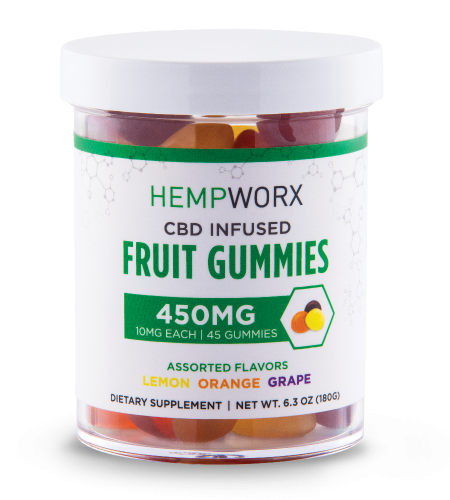 HEMPWORX
CBD INFUSED
FRUIT GUMMIES
450MG
10MG EACH | 45 GUMMIES
ASSORTED FLAVORS
LEMON ORANGE GRAPE
DIETARY SUPPLEMENT | NET WT. 6.3 OZ (180G)